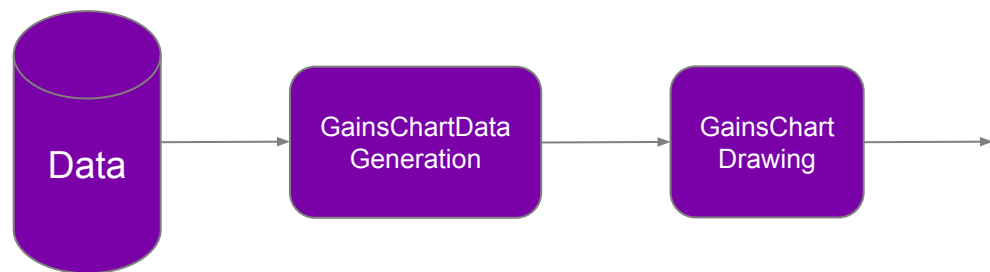 Data
GainsChartData
Generation
GainsChart
Drawing